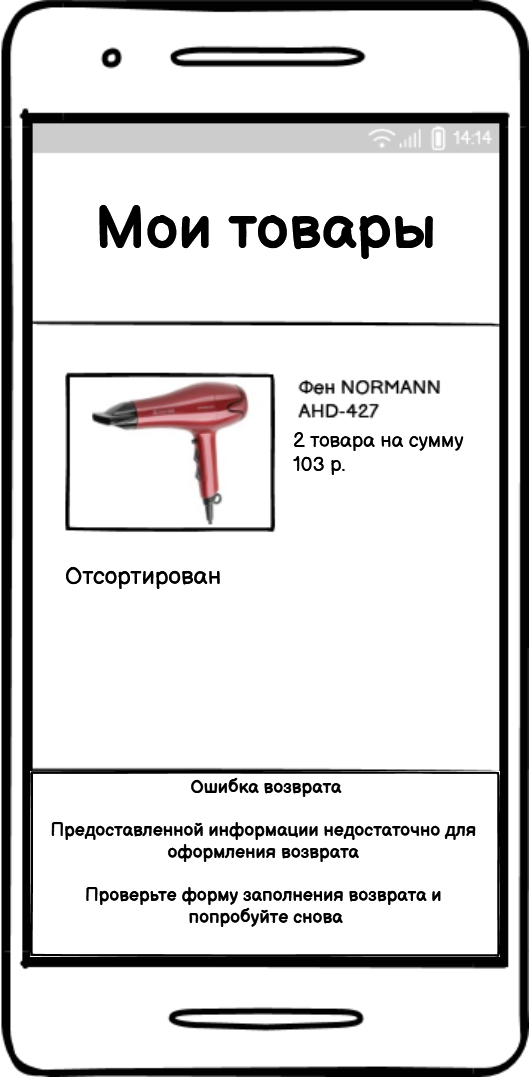 14:14
Мои товары
Фен NORMANN
AHD-427
2 товара на сумму
103 р.
Отсортирован
Ошибка возврата
Предоставленной информации недостаточно для
оформления возврата
Проверьте форму заполнения возврата и
попробуйте снова